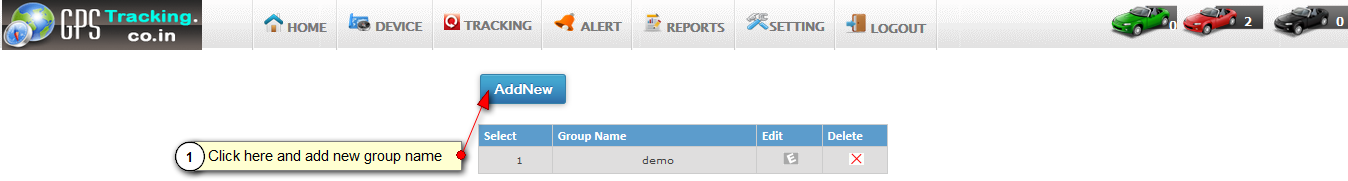 GPS Tracking.
co.in
HOME
DEVICE
TRACKING
ALERT
REPORTS
SETTING
LOGOUT
0
2
0
AddNew
1 Click here and add new group name
Select Group Name Edit Delete
1 demo E